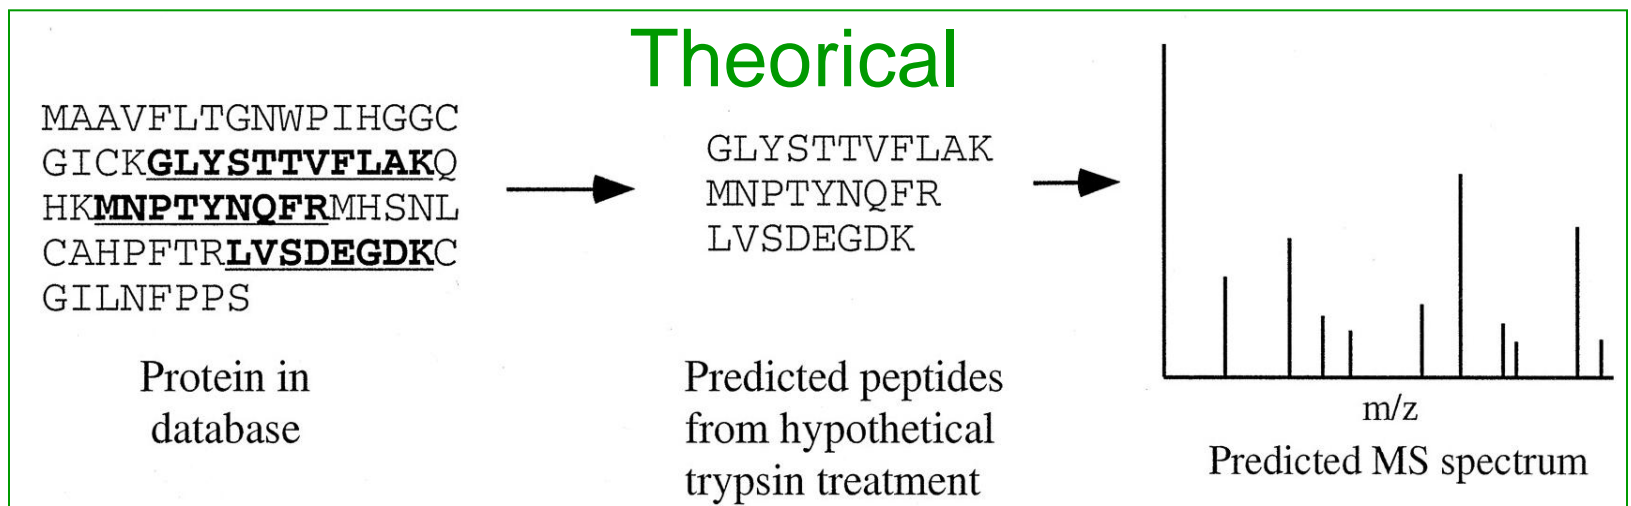 Theorical
MAAVFLTGNWPIHGGC
GICKGLYSTTVFLAKQ
HKMNPTYNQFRMHSNL
CAHPFTRLVSDEGDKC
GILNFPPS
Protein in
database
GLYSTTVFLAK
MNPTYNQFR
LVSDEGDK
Predicted peptides
from hypothetical
trypsin treatment
m/z
Predicted MS spectrum